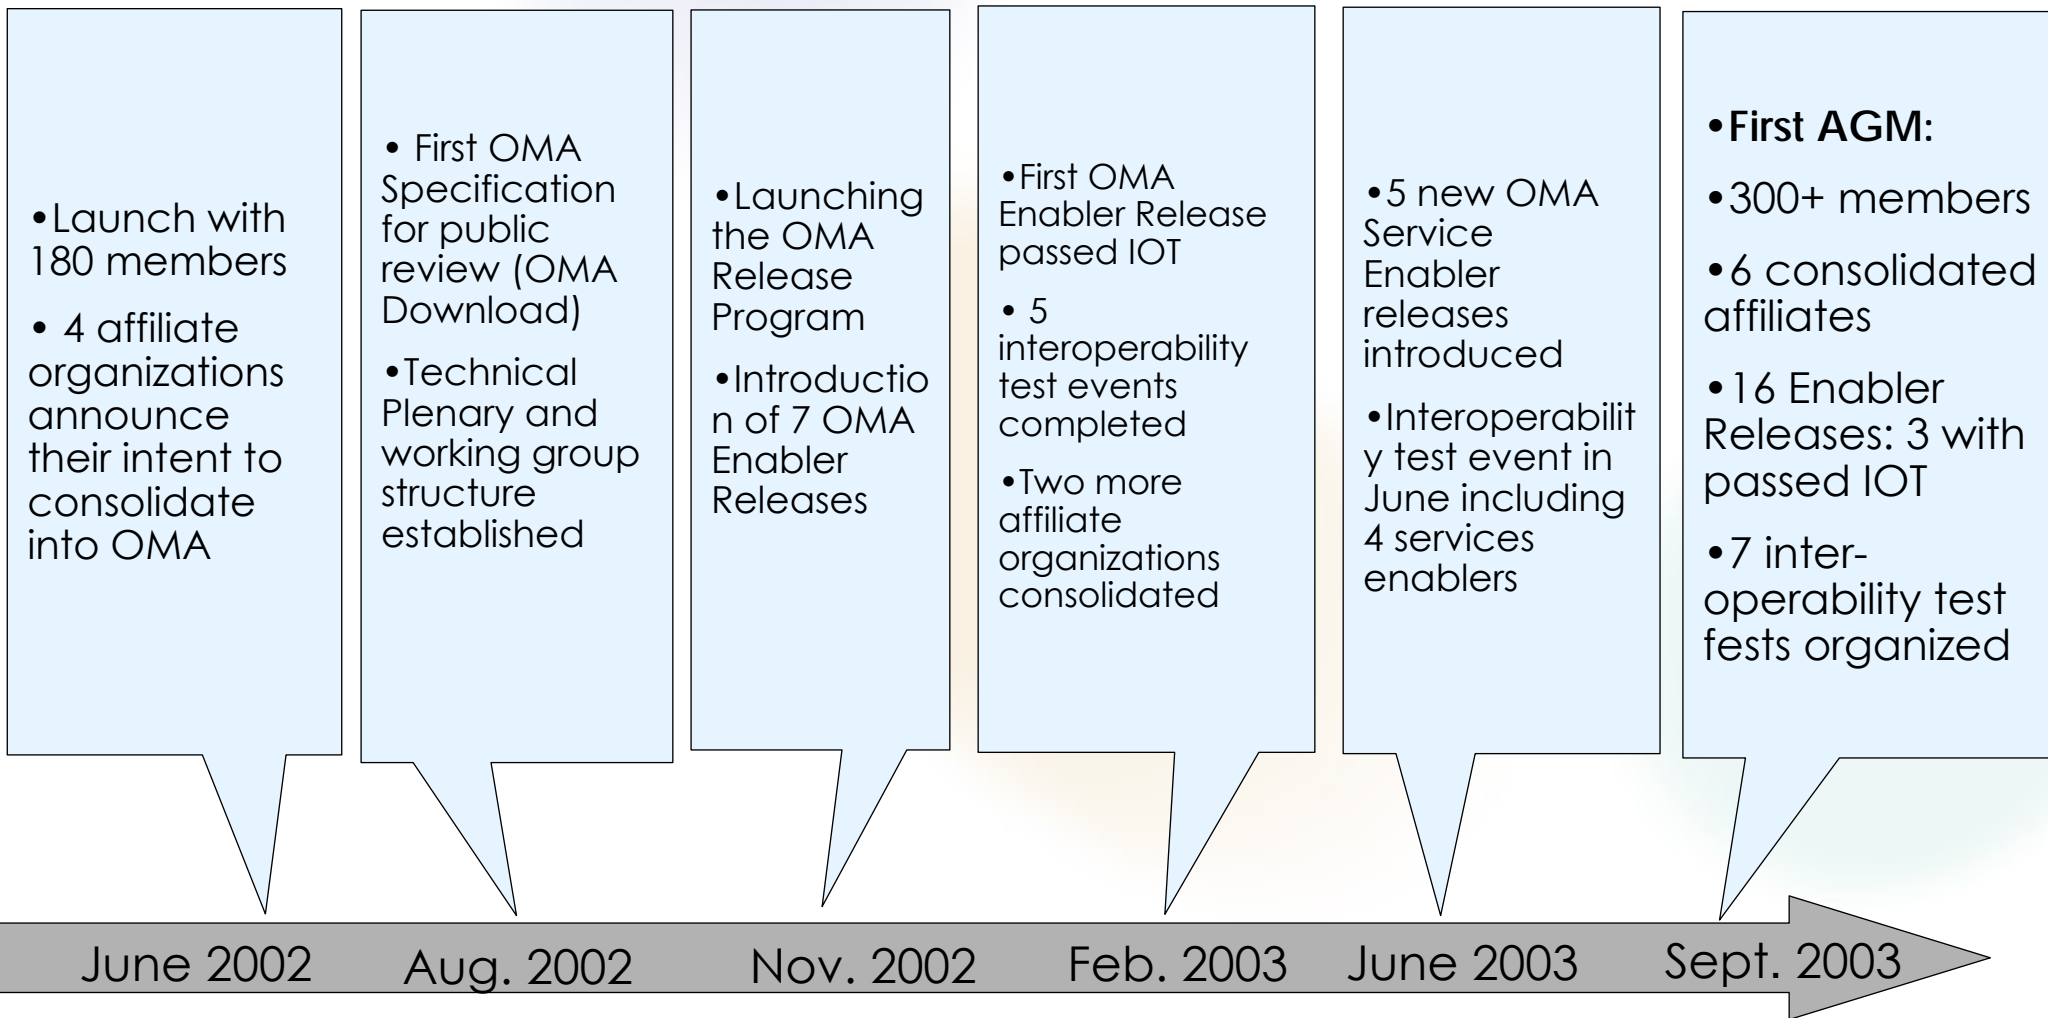 •Launch with
180 members
• 4 affiliate
organizations
announce
their intent to
consolidate
into OMA
• First OMA
Specification
for public
review (OMA
Download)
•Technical
Plenary and
working group
structure
established
•Launching
the OMA
Release
Program
•Introductio
n of 7 OMA
Enabler
Releases
•First OMA
Enabler Release
passed IOT
• 5
interoperability
test events
completed
•Two more
affiliate
organizations
consolidated
•5 new OMA
Service
Enabler
releases
introduced
•Interoperabilit
y test event in
June including
4 services
enablers
•First AGM:
•300+ members
•6 consolidated
affiliates
•16 Enabler
Releases: 3 with
passed IOT
•7 inter-
operability test
fests organized
June 2002
Aug. 2002
Nov. 2002
Feb. 2003
June 2003
Sept. 2003